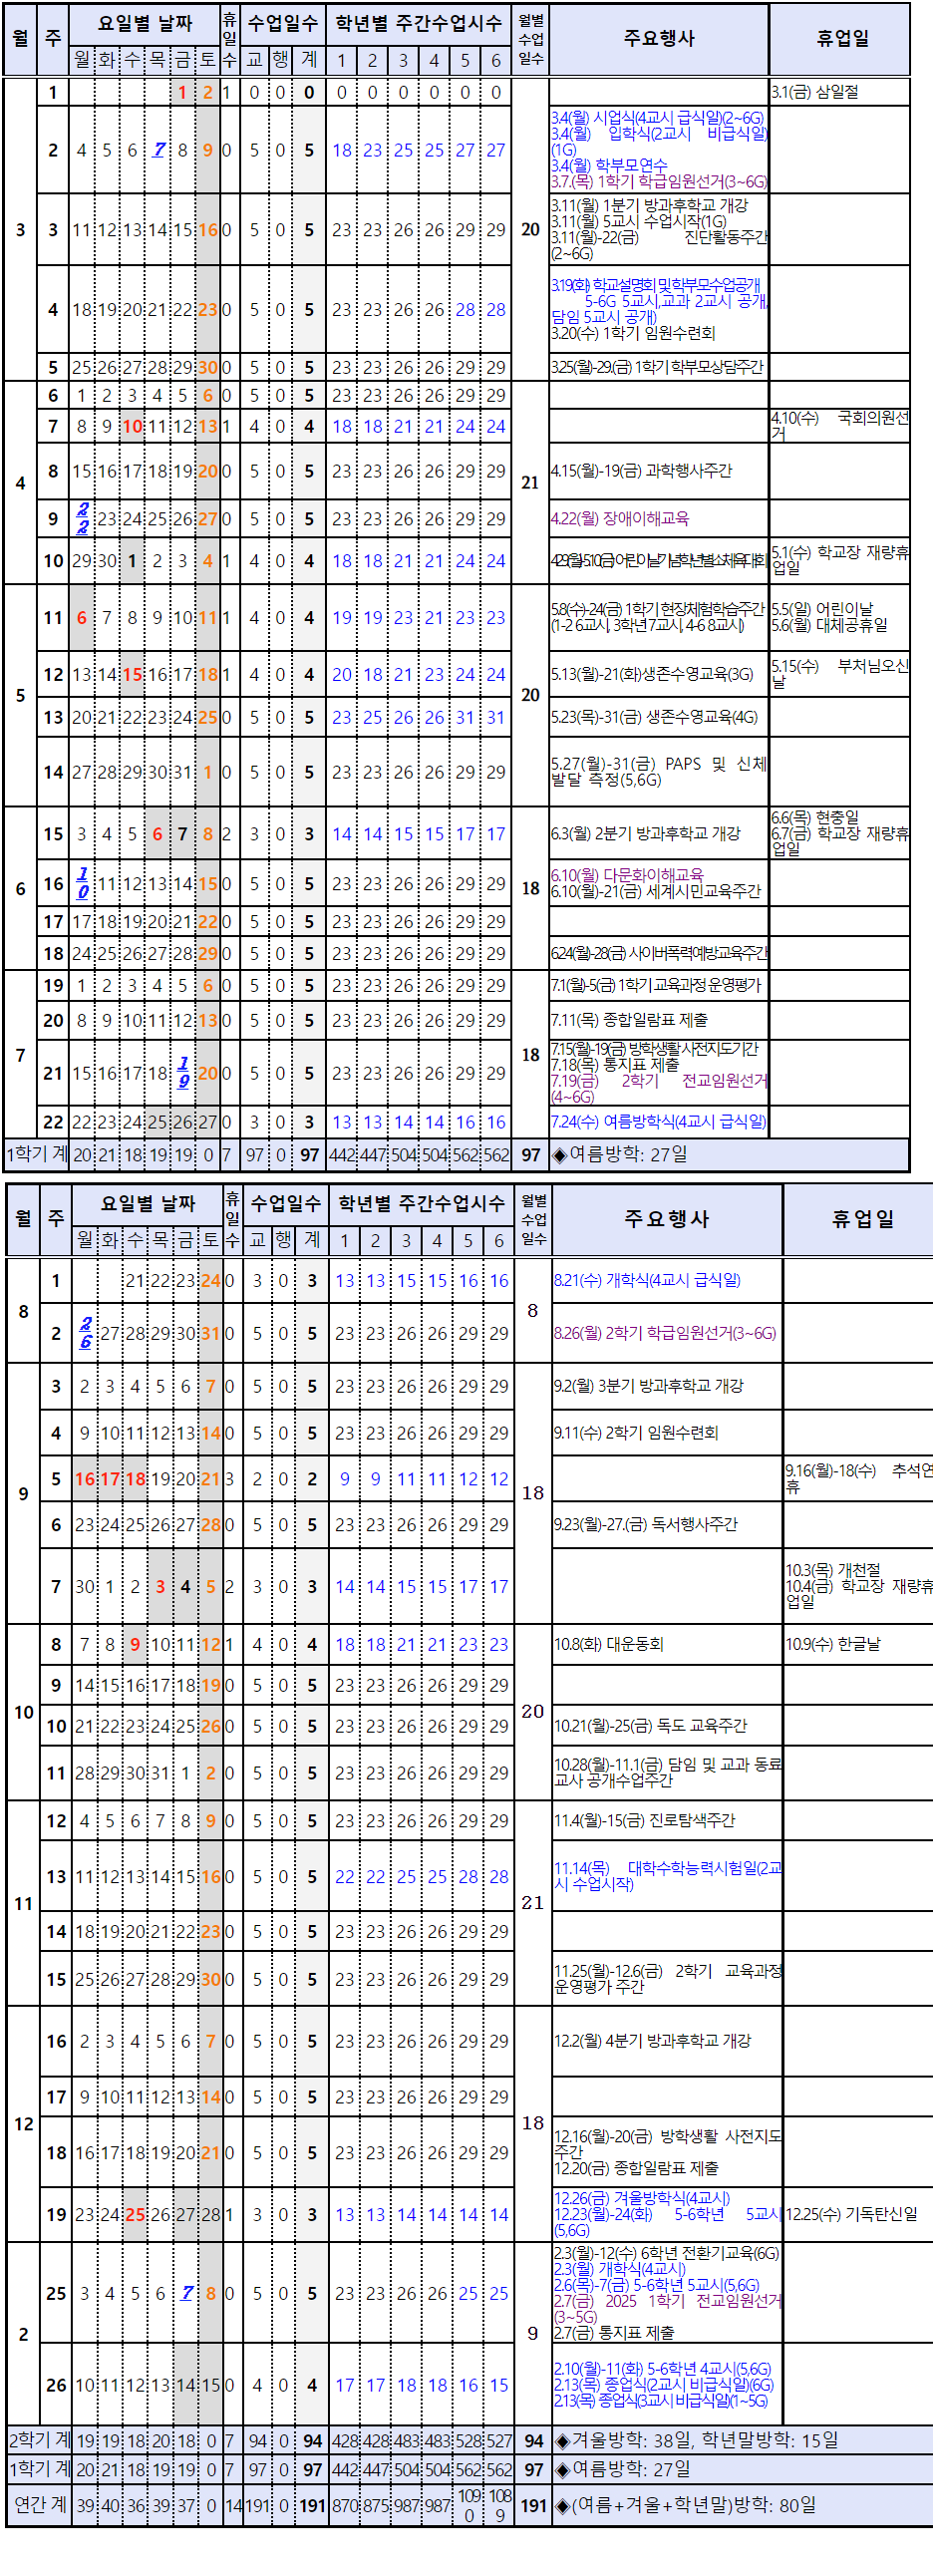 월 주 요일별 날짜 휴일수 수업일수 학년별 주간수업시수 월별수업일수 주요행사 휴업일
월 화 수 목 금 토 교 행 계 1 2 3 4 5 6
3 1 1 2 1 0 0 0 0 0 0 0 0 0 20 3.1(금) 삼일절
2 4 5 6 7 8 9 0 5 0 5 18 23 25 25 27 27 3.4(월) 시업식(4교시 급식일)(2~6G)
3.4(월) 입학식(2교시 비급식일)
(1G)
3.4(월) 학부모연수
3.7.(목) 1학기 학급임원선거(3~6G)
3 11 12 13 14 15 16 0 5 0 5 23 23 26 26 29 29 3.11(월) 1분기 방과후학교 개강
3.11(월) 5교시 수업시작(1G)
3.11(월)-22(금) 진단활동주간
(2~6G)
4 18 19 20 21 22 23 0 5 0 5 23 23 26 26 28 28 3.19(화) 학교설명회 및 학부모수업공개
5-6G 5교시,교과 2교시 공개,
담임 5교시 공개)
3.20(수) 1학기 임원수련회
5 25 26 27 28 29 30 0 5 0 5 23 23 26 26 29 29 3.25(월)-29.(금) 1학기 학부모상담주간
4 6 1 2 3 4 5 6 0 5 0 5 23 23 26 26 29 29 21
7 8 9 10 11 12 13 1 4 0 4 18 18 21 21 24 24 4.10(수) 국회의원선
거
8 15 16 17 18 19 20 0 5 0 5 23 23 26 26 29 29 4.15(월)-19(금) 과학행사주간
9 22 23 24 25 26 27 0 5 0 5 23 23 26 26 29 29 4.22(월) 장애이해교육
10 29 30 1 2 3 4 1 4 0 4 18 18 21 21 24 24 4.29(월)-5.10(금) 어린이날기념 학년별 소체육대회 5.1(수) 학교장 재량휴
업일
5 11 6 7 8 9 10 11 1 4 0 4 19 19 23 21 23 23 20 5.8(수)-24(금) 1학기 현장체험학습주간
(1-2 6교시, 3학년 7교시, 4-6 8교시) 5.5(일) 어린이날
5.6(월) 대체공휴일
12 13 14 15 16 17 18 1 4 0 4 20 18 21 23 24 24 5.13(월)-21(화)생존수영교육(3G) 5.15(수) 부처님오신
날
13 20 21 22 23 24 25 0 5 0 5 23 25 26 26 31 31 5.23(목)-31(금) 생존수영교육(4G)
14 27 28 29 30 31 1 0 5 0 5 23 23 26 26 29 29 5.27(월)-31(금) PAPS 및 신체
발달 측정(5,6G)
6 15 3 4 5 6 7 8 2 3 0 3 14 14 15 15 17 17 18 6.3(월) 2분기 방과후학교 개강 6.6(목) 현충일
6.7(금) 학교장 재량휴
업일
16 10 11 12 13 14 15 0 5 0 5 23 23 26 26 29 29 6.10(월) 다문화이해교육
6.10(월)-21(금) 세계시민교육주간
17 17 18 19 20 21 22 0 5 0 5 23 23 26 26 29 29
18 24 25 26 27 28 29 0 5 0 5 23 23 26 26 29 29 6.24(월)-28(금) 사이버폭력예방교육주간
7 19 1 2 3 4 5 6 0 5 0 5 23 23 26 26 29 29 18 7.1(월)-5(금) 1학기 교육과정 운영평가
20 8 9 10 11 12 13 0 5 0 5 23 23 26 26 29 29 7.11(목) 종합일람표 제출
21 15 16 17 18 19 20 0 5 0 5 23 23 26 26 29 29 7.15(월)-19(금) 방학생활 사전지도기간
7.18(목) 통지표 제출
7.19(금) 2학기 전교임원선거
(4~6G)
22 22 23 24 25 26 27 0 3 0 3 13 13 14 14 16 16 7.24(수) 여름방학식(4교시 급식일)
1학기 계 20 21 18 19 19 0 7 97 0 97 442 447 504 504 562 562 97 ◈여름방학: 27일
월 주 요일별 날짜 휴일수 수업일수 학년별 주간수업시수 월별수업일수 주요행사 휴업일
월 화 수 목 금 토 교 행 계 1 2 3 4 5 6
8 1 21 22 23 24 0 3 0 3 13 13 15 15 16 16 8 8.21(수) 개학식(4교시 급식일)
2 26 27 28 29 30 31 0 5 0 5 23 23 26 26 29 29 8.26(월) 2학기 학급임원선거(3~6G)
9 3 2 3 4 5 6 7 0 5 0 5 23 23 26 26 29 29 18 9.2(월) 3분기 방과후학교 개강
4 9 10 11 12 13 14 0 5 0 5 23 23 26 26 29 29 9.11(수) 2학기 임원수련회
5 16 17 18 19 20 21 3 2 0 2 9 9 11 11 12 12 9.16(월)-18(수) 추석연
휴
6 23 24 25 26 27 28 0 5 0 5 23 23 26 26 29 29 9.23(월)-27.(금) 독서행사주간
7 30 1 2 3 4 5 2 3 0 3 14 14 15 15 17 17 10.3(목) 개천절
10.4(금) 학교장 재량휴
업일
10 8 7 8 9 10 11 12 1 4 0 4 18 18 21 21 23 23 20 10.8(화) 대운동회 10.9(수) 한글날
9 14 15 16 17 18 19 0 5 0 5 23 23 26 26 29 29
10 21 22 23 24 25 26 0 5 0 5 23 23 26 26 29 29 10.21(월)-25(금) 독도 교육주간
11 28 29 30 31 1 2 0 5 0 5 23 23 26 26 29 29 10.28(월)-11.1(금) 담임 및 교과 동료
교사 공개수업주간
11 12 4 5 6 7 8 9 0 5 0 5 23 23 26 26 29 29 21 11.4(월)-15(금) 진로탐색주간
13 11 12 13 14 15 16 0 5 0 5 22 22 25 25 28 28 11.14(목) 대학수학능력시험일(2교
시 수업시작)
14 18 19 20 21 22 23 0 5 0 5 23 23 26 26 29 29
15 25 26 27 28 29 30 0 5 0 5 23 23 26 26 29 29 11.25(월)-12.6(금) 2학기 교육과정
운영평가 주간
12 16 2 3 4 5 6 7 0 5 0 5 23 23 26 26 29 29 18 12.2(월) 4분기 방과후학교 개강
17 9 10 11 12 13 14 0 5 0 5 23 23 26 26 29 29
18 16 17 18 19 20 21 0 5 0 5 23 23 26 26 29 29 12.16(월)-20(금) 방학생활 사전지도
주간
12.20(금) 종합일람표 제출
19 23 24 25 26 27 28 1 3 0 3 13 13 14 14 14 14 12.26(금) 겨울방학식(4교시)
12.23(월)-24(화) 5-6학년 5교시
(5,6G) 12.25(수) 기독탄신일
2 25 3 4 5 6 7 8 0 5 0 5 23 23 26 26 25 25 9 2.3(월)-12(수) 6학년 전환기교육(6G)
2.3(월) 개학식(4교시)
2.6(목)-7(금) 5-6학년 5교시(5,6G)
2.7(금) 2025 1학기 전교임원선거
(3~5G)
2.7(금) 통지표 제출
26 10 11 12 13 14 15 0 4 0 4 17 17 18 18 16 15 2.10(월)-11(화) 5-6학년 4교시(5,6G)
2.13(목) 종업식(2교시 비급식일)(6G)
2.13(목) 종업식(3교시 비급식일)(1~5G)
2학기 계 19 19 18 20 18 0 7 94 0 94 428 428 483 483 528 527 94 ◈겨울방학: 38일, 학년말방학: 15일
1학기 계 20 21 18 19 19 0 7 97 0 97 442 447 504 504 562 562 97 ◈여름방학: 27일
연간 계 39 40 36 39 37 0 14 191 0 191 870 875 987 987 1090 1089 191 ◈(여름+겨울+학년말)방학: 80일